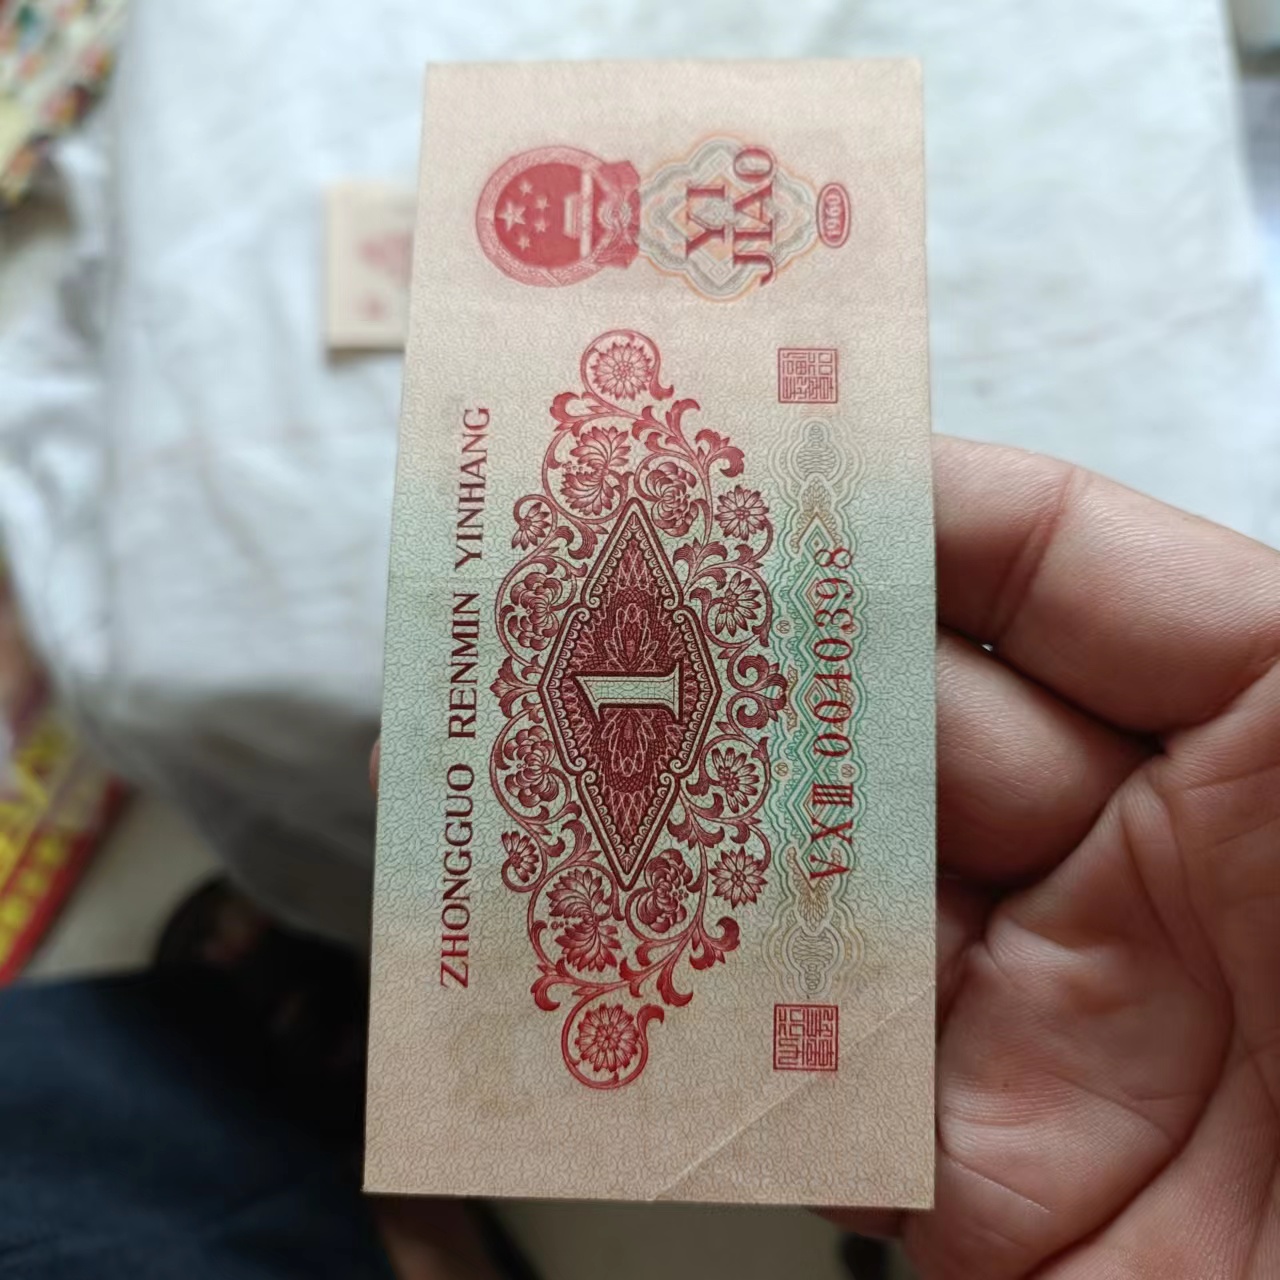 ZHONGGUO RENMIN YINHANG
YI
JIAO
1960
1
VXIII 0040398